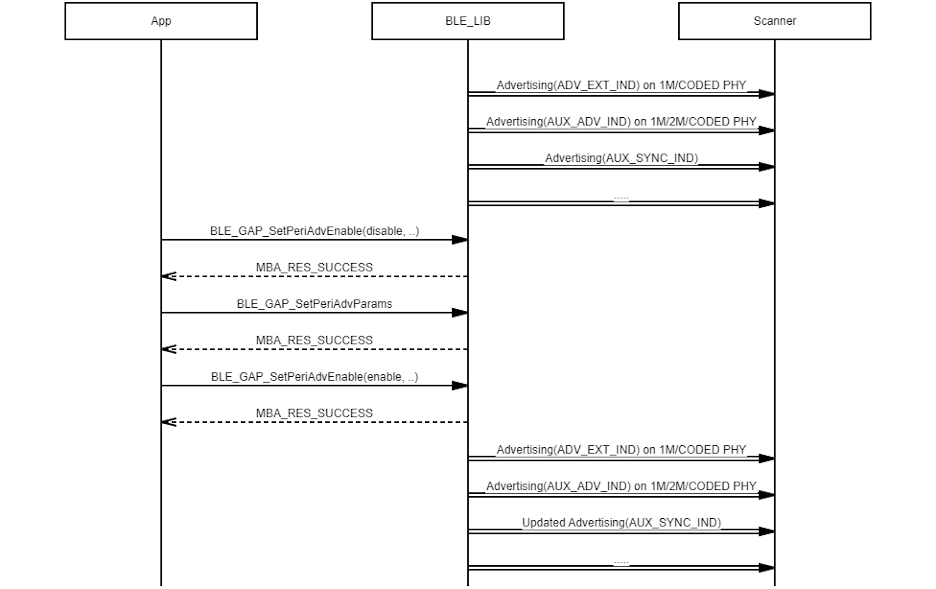 App
BLE_LIB
Scanner
Advertising(ADV_EXT_IND) on 1M/CODED PHY
Advertising(AUX_ADV_IND) on 1M/2M/CODED PHY
Advertising(AUX_SYNC_IND)
.....
BLE_GAP_SetPeriAdvEnable(disable, ..)
MBA_RES_SUCCESS
BLE_GAP_SetPeriAdvParams
MBA_RES_SUCCESS
BLE_GAP_SetPeriAdvEnable(enable, ..)
MBA_RES_SUCCESS
Advertising(ADV_EXT_IND) on 1M/CODED PHY
Advertising(AUX_ADV_IND) on 1M/2M/CODED PHY
Updated Advertising(AUX_SYNC_IND)
.....